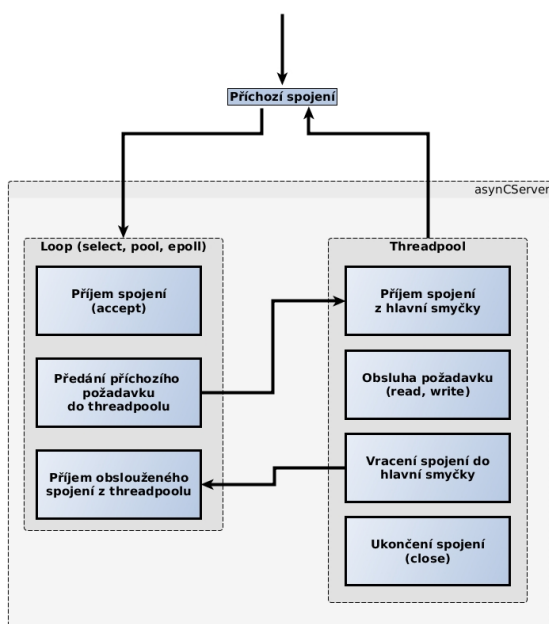 Příchozí spojení
asynCServer
Loop (select, pool, epoll)
Příjem spojení
(accept)
Předání příchozího
požadavku
do threadpoolu
Příjem obslouženého
spojení z threadpoolu
Threadpool
Příjem spojení
z hlavní smyčky
Obsluha požadavku
(read, write)
Vracení spojení do
hlavní smyčky
Ukončení spojení
(close)